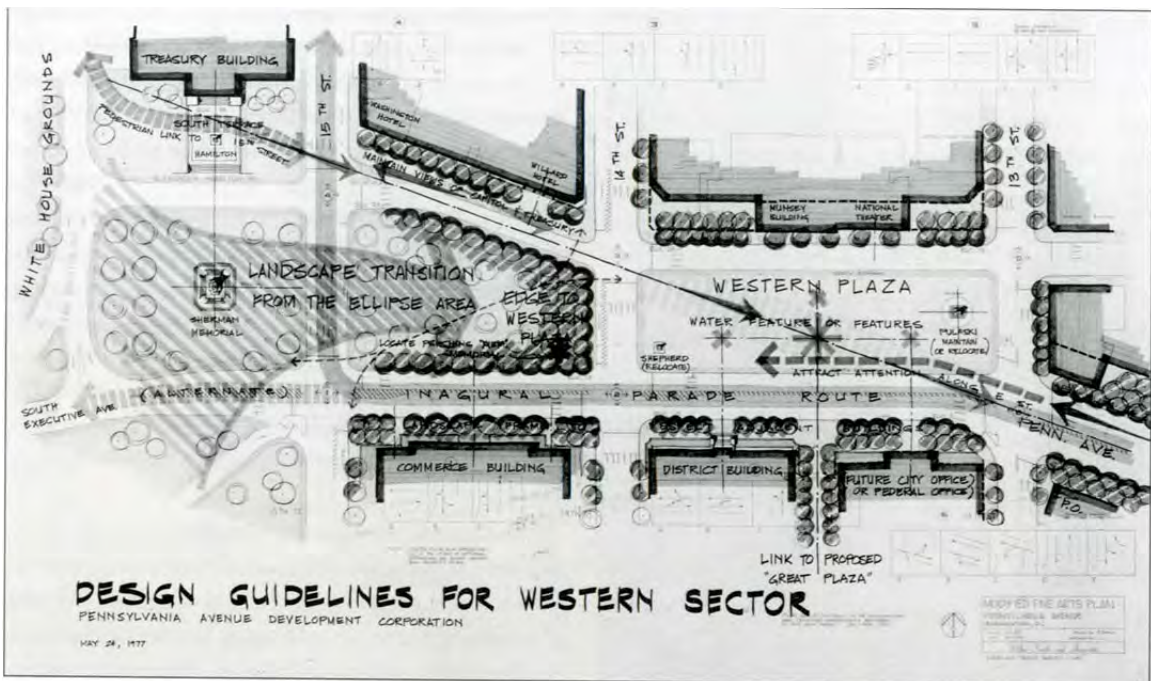 TREASURY BUILDING
WHITE HOUSE GROUNDS
PEDESTRIAN LINK TO 16TH STREET
SOUTH TERRACE
HAMILTON
15TH ST.
WASHINGTON
HOTEL
WILLARD
HOTEL
MAINTAIN VIEWS OF CAPITOL & TREASURY
14TH ST.
MUNSEY
BUILDING
NATIONAL
THEATER
13TH ST.
SHERMAN
MEMORIAL
LANDSCAPE TRANSITION
FROM THE ELLIPSE AREA
EDGE TO
WESTERN
PLAZA
LOCATE PERSHING
MEMORIAL
WESTERN PLAZA
WATER FEATURE OR FEATURES
SHEPHERD
(RELOCATE)
PULASKI
MAINTAIN
(OR RELOCATE)
ATTRACT ATTENTION
ALONG E ST.
PENN AVE.
SOUTH
EXECUTIVE AVE
(ALTERNATE)
INAGURAL PARADE ROUTE
COMMERCE BUILDING
DISTRICT BUILDING
(FUTURE CITY OFFICE)
OR FEDERAL OFFICE)
P.O.
LINK TO PROPOSED
"GREAT PLAZA"
DESIGN GUIDELINES FOR WESTERN SECTOR
PENNSYLVANIA AVENUE DEVELOPMENT CORPORATION
MAY 24, 1977
MODIFIED FINE ARTS PLAN
PENNSYLVANIA AVENUE